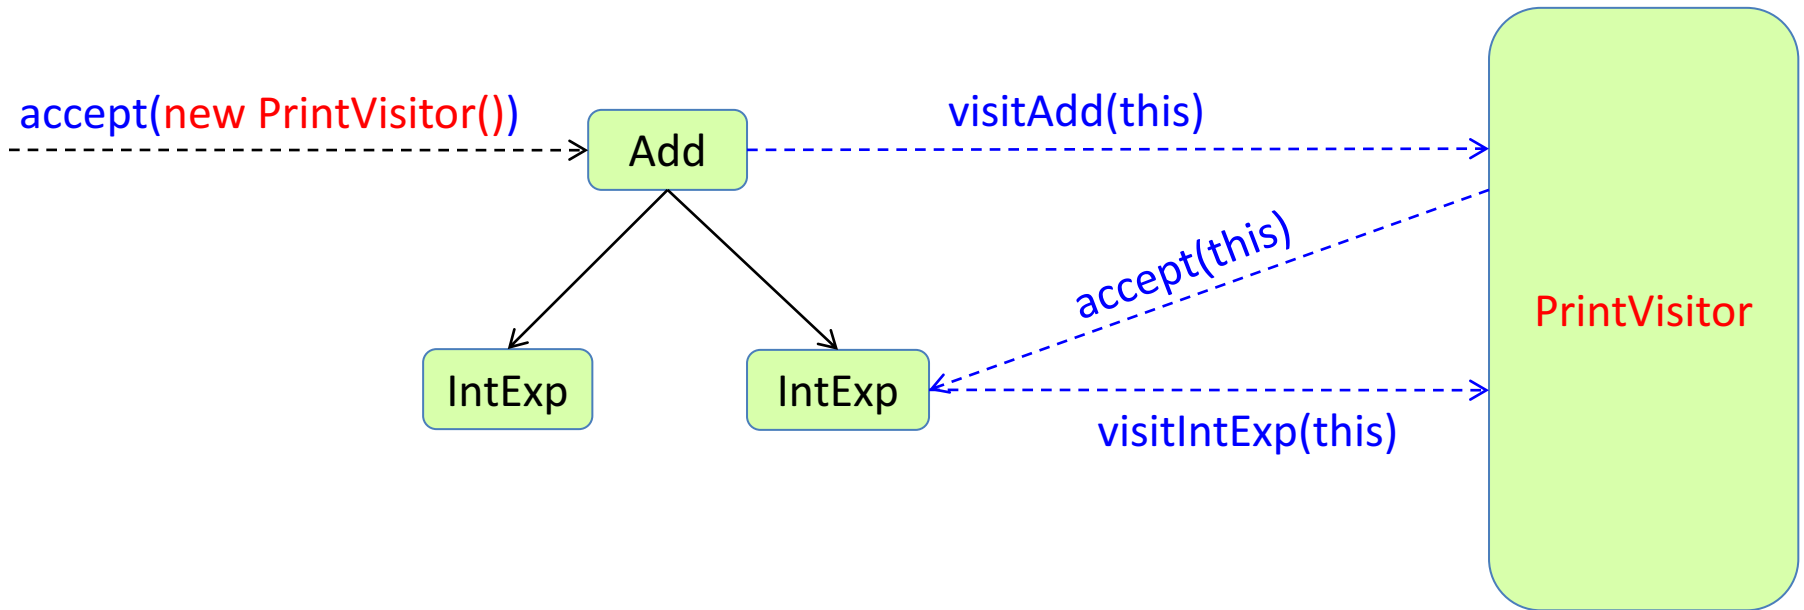 accept(new PrintVisitor())
Add
visitAdd(this)
accept(this)
PrintVisitor
IntExp
IntExp
visitIntExp(this)